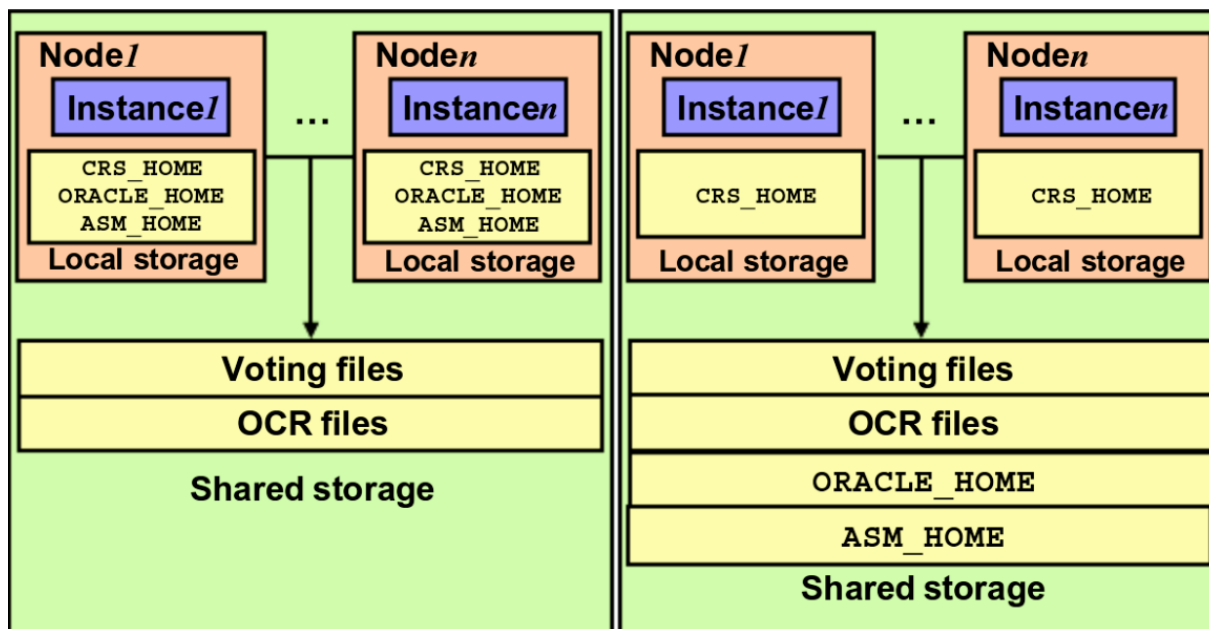 Node1
Instance1
CRS_HOME
ORACLE_HOME
ASM_HOME
Local storage
...
Noden
Instancen
CRS_HOME
ORACLE_HOME
ASM_HOME
Local storage
Voting files
OCR files
Shared storage
Node1
Instance1
CRS_HOME
Local storage
...
Noden
Instancen
CRS_HOME
Local storage
Voting files
OCR files
ORACLE_HOME
ASM_HOME
Shared storage